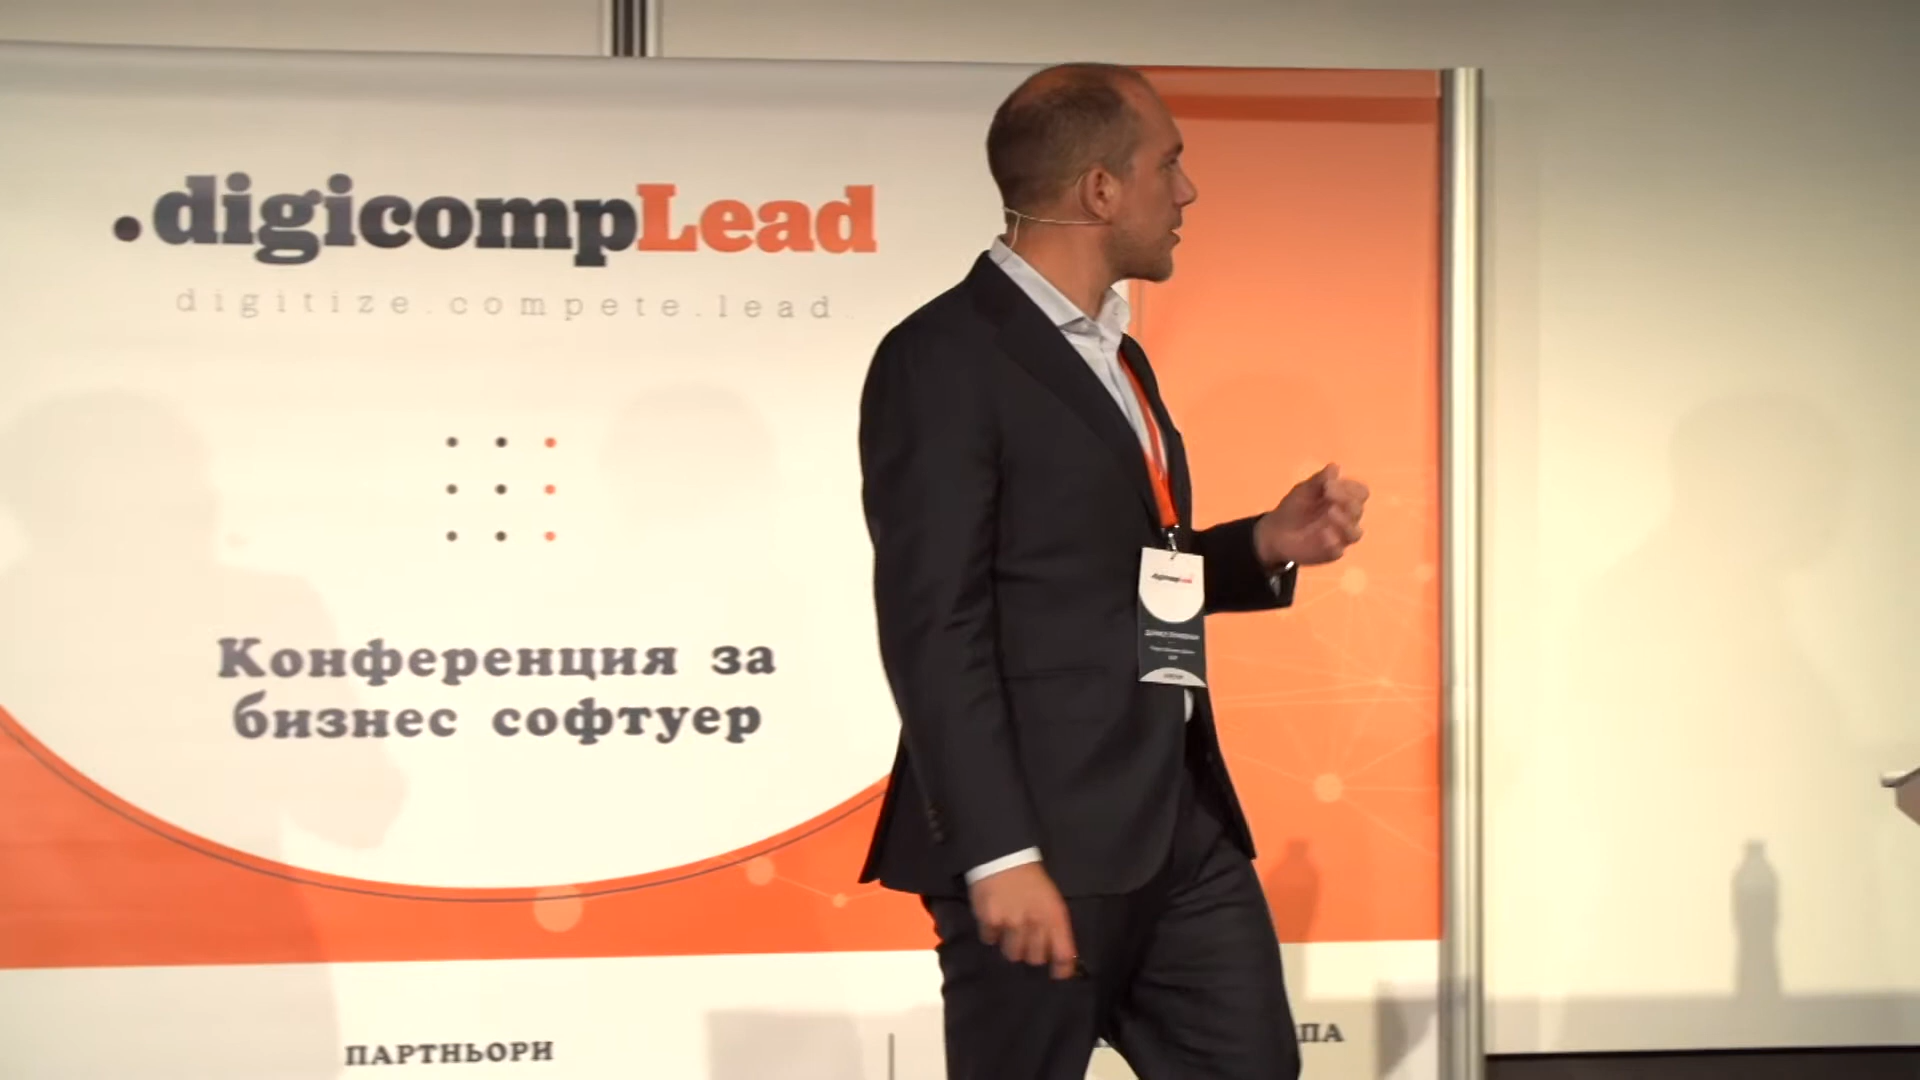 .digicompLead
digitize.compete.lead.
Конференция за
бизнес софтуер
ПАРТНЬОРИ